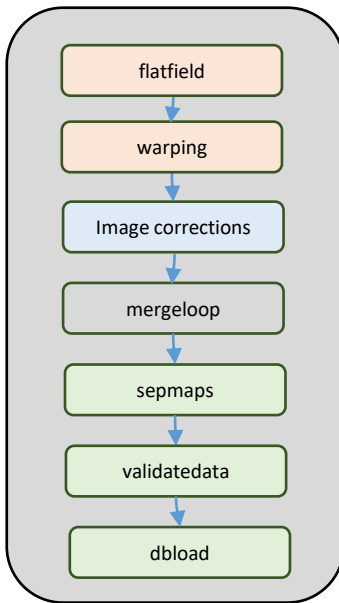 flatfield
warping
Image corrections
mergeloop
sepmaps
validatedata
dbload